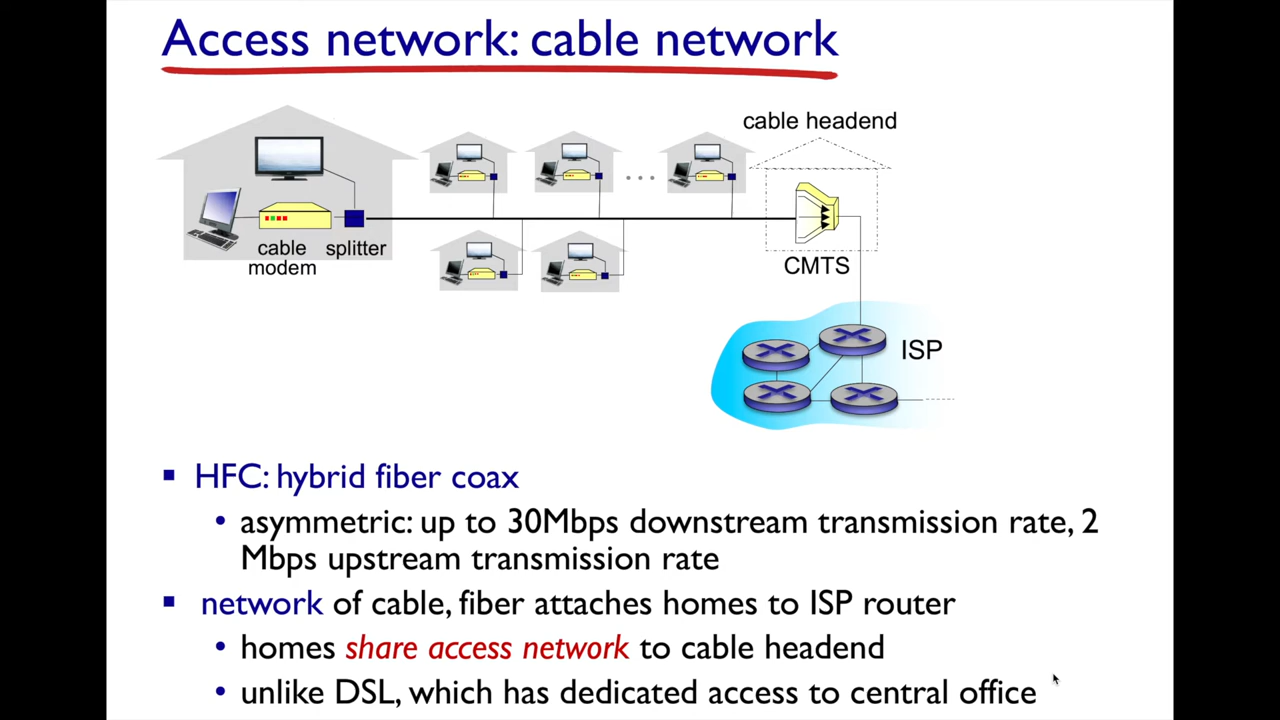 Access network: cable network
cable headend
cable
modem
splitter
CMTS
ISP
HFC: hybrid fiber coax
asymmetric: up to 30Mbps downstream transmission rate, 2
Mbps upstream transmission rate
network of cable, fiber attaches homes to ISP router
homes share access network to cable headend
unlike DSL, which has dedicated access to central office